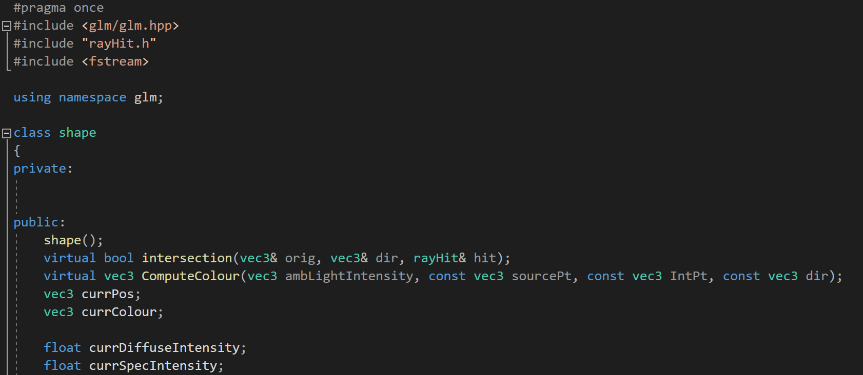 #pragma once
#include <glm/glm.hpp>
#include "rayHit.h"
#include <fstream>
using namespace glm;
class shape
{
private:
public:
shape();
virtual bool intersection(vec3& orig, vec3& dir, rayHit& hit);
virtual vec3 ComputeColour(vec3 ambLightIntensity, const vec3 sourcePt, const vec3 IntPt, const vec3 dir);
vec3 currPos;
vec3 currColour;
float currDiffuseIntensity;
float currSpecIntensity;